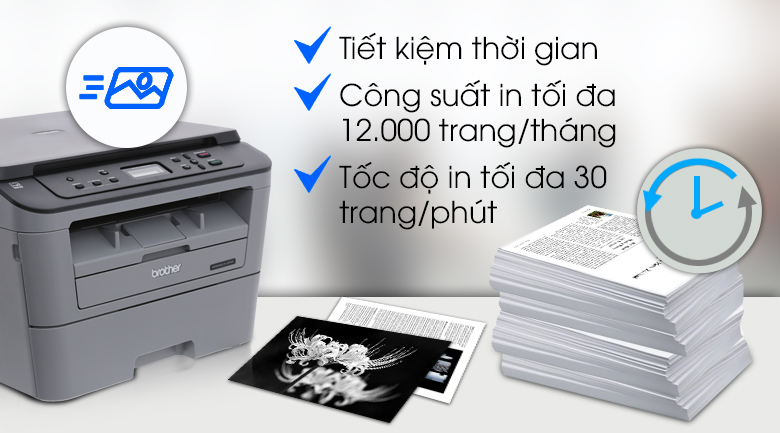 Tiết kiệm thời gian
Công suất in tối đa
12.000 trang/tháng
Tốc độ in tối đa 30
trang/phút
brother